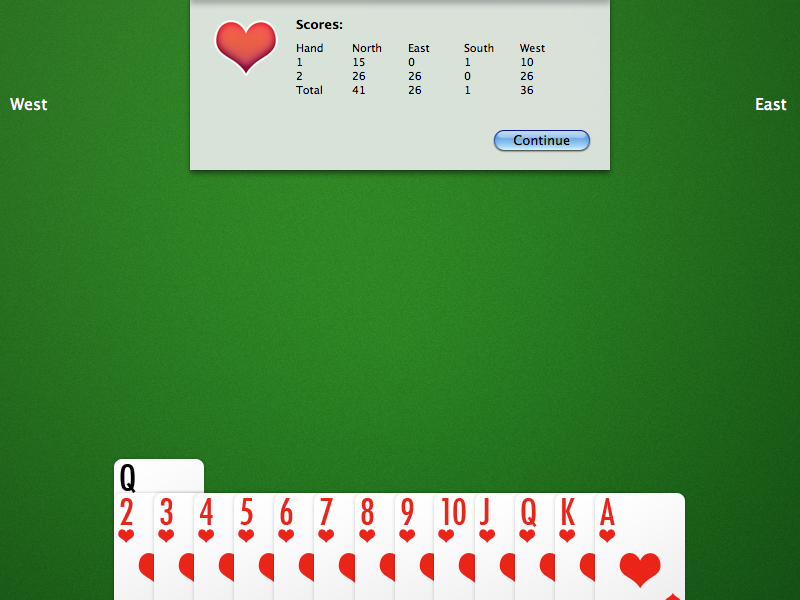 Scores:
Hand North East South West
1 15 0 1 10
2 26 26 0 26
Total 41 26 1 36
West
East
Continue
Q
2 3 4 5 6 7 8 9 10 J Q K A